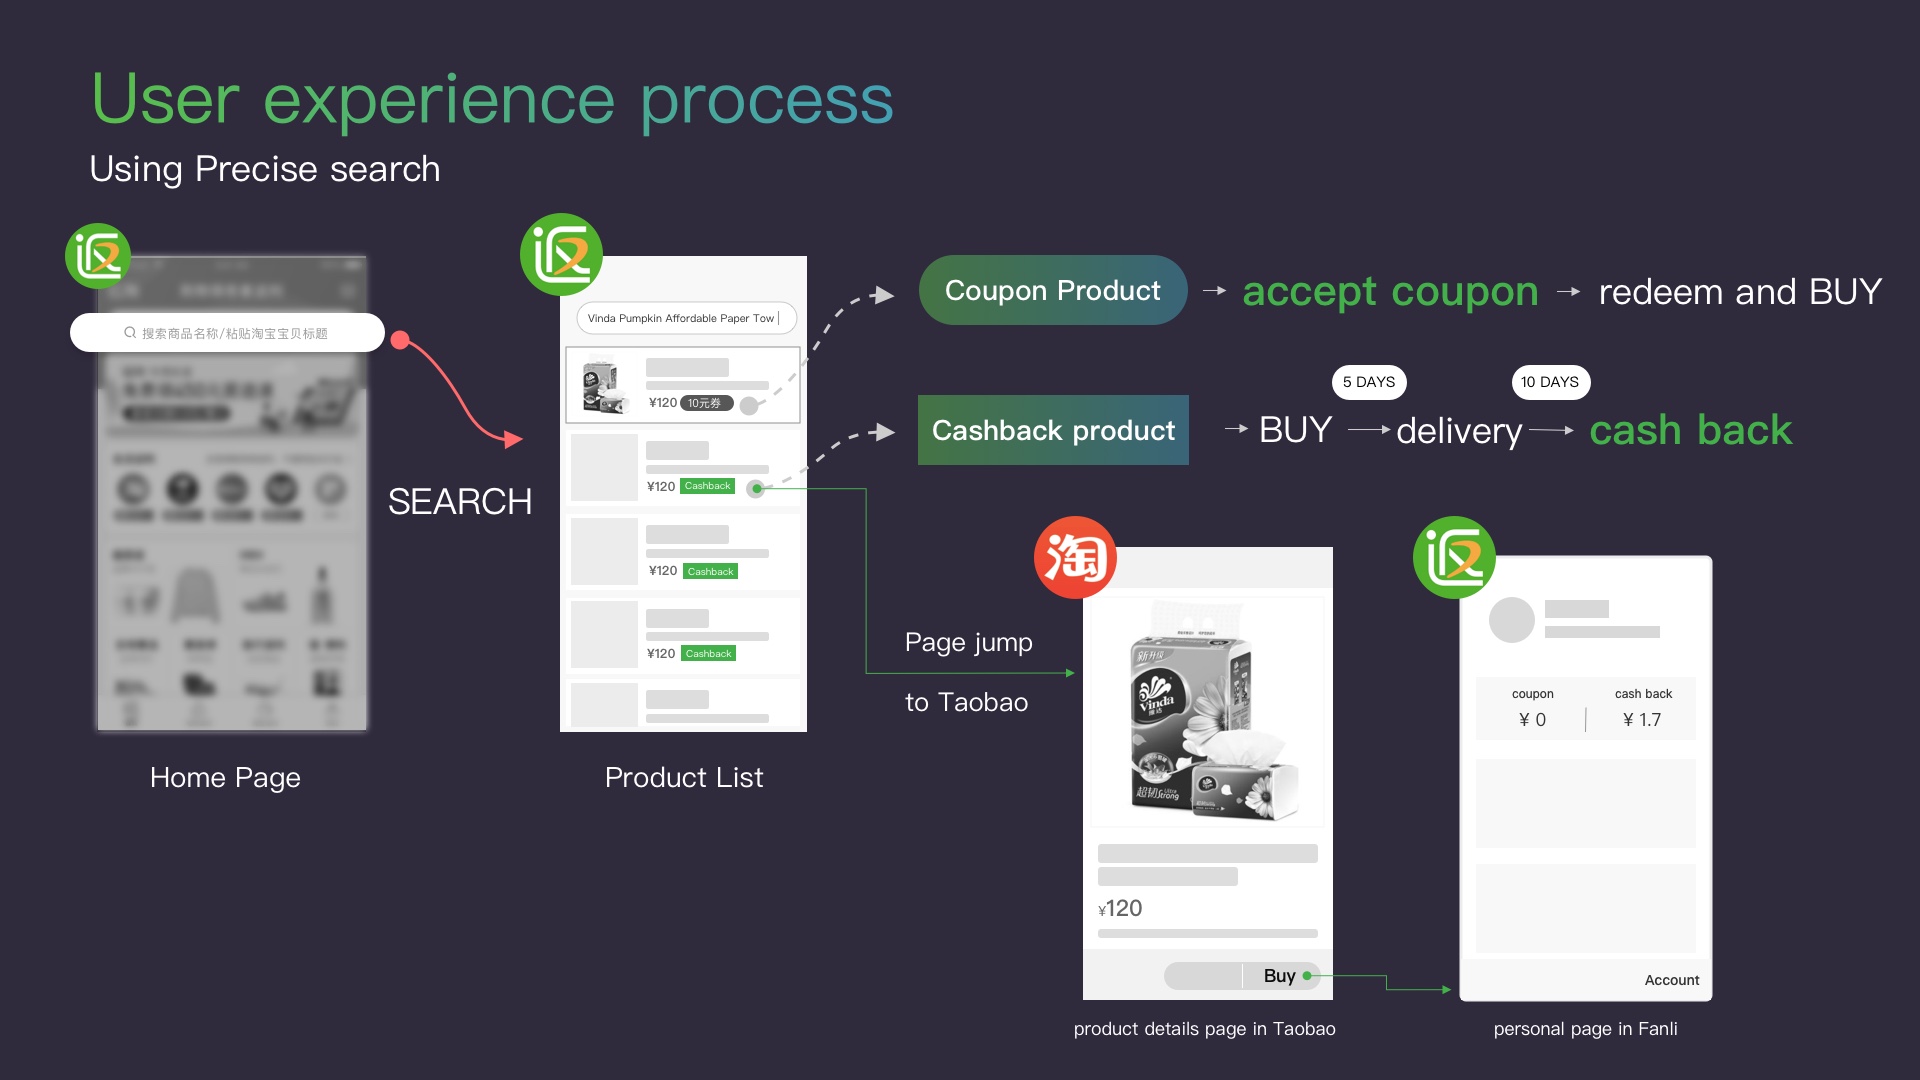 User experience process
Using Precise search
搜索商品名称/粘贴淘宝宝贝标题
SEARCH
Home Page
Vinda Pumpkin Affordable Paper Tow
¥120 10元券
¥120 Cashback
¥120 Cashback
¥120 Cashback
Product List
Coupon Product
accept coupon
redeem and BUY
Cashback product
BUY
5 DAYS
delivery
10 DAYS
cash back
Page jump
to Taobao
淘
新升级
Vinda
维达
超韧 Ultra Strong
¥120
Buy
product details page in Taobao
返
coupon
cash back
¥ 0
¥ 1.7
Account
personal page in Fanli